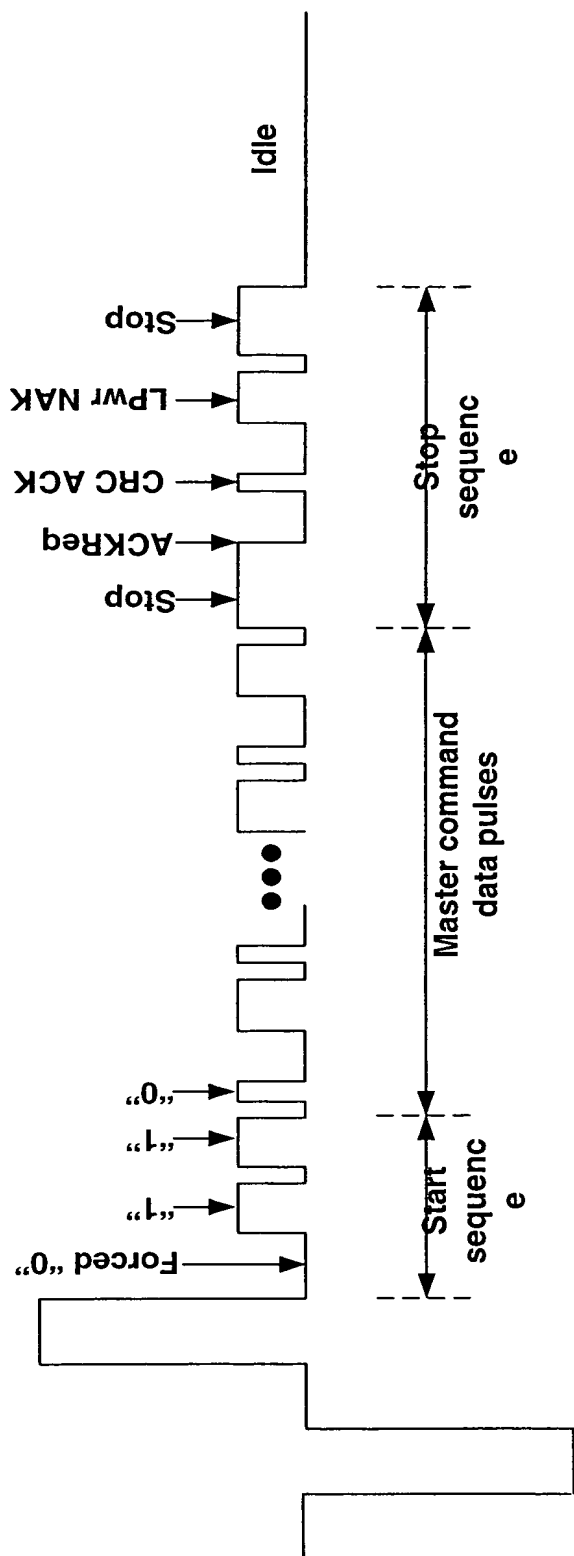 Forced “0”
“1”
“1”
“0”
Stop
ACKReq
CRC ACK
LPwr NAK
Stop
Idle
Start
sequenc
e
Master command
data pulses
Stop
sequenc
e